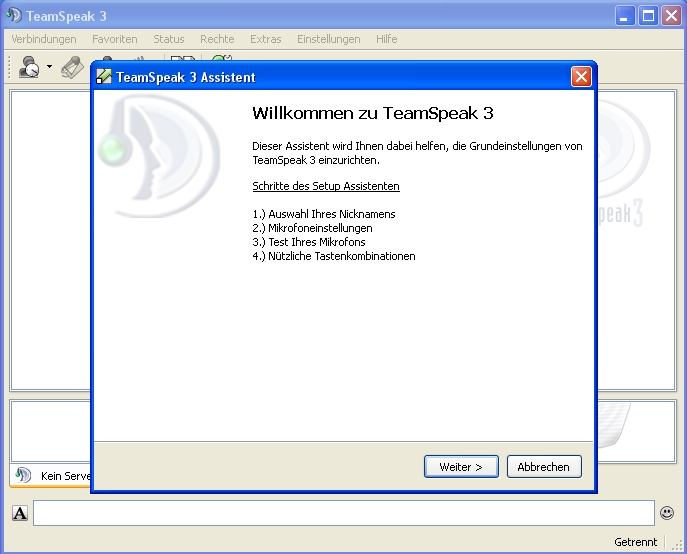 TeamSpeak 3
Verbindungen Favoriten Status Rechte Extras Einstellungen Hilfe
TeamSpeak 3 Assistent
Willkommen zu TeamSpeak 3
Dieser Assistent wird Ihnen dabei helfen, die Grundeinstellungen von
TeamSpeak 3 einzurichten.
Schritte des Setup Assistenten
1.) Auswahl Ihres Nicknamens
2.) Mikrofoneinstellungen
3.) Test Ihres Mikrofons
4.) Nützliche Tastenkombinationen
peak3
Weiter > Abbrechen
Kein Serve
A
Getrennt